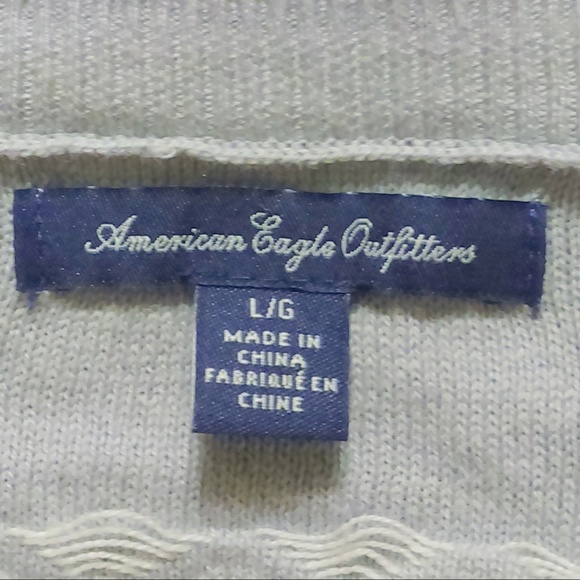 American Eagle Outfitters
L/G
MADE IN
CHINA
FABRIQUÉ EN
CHINE